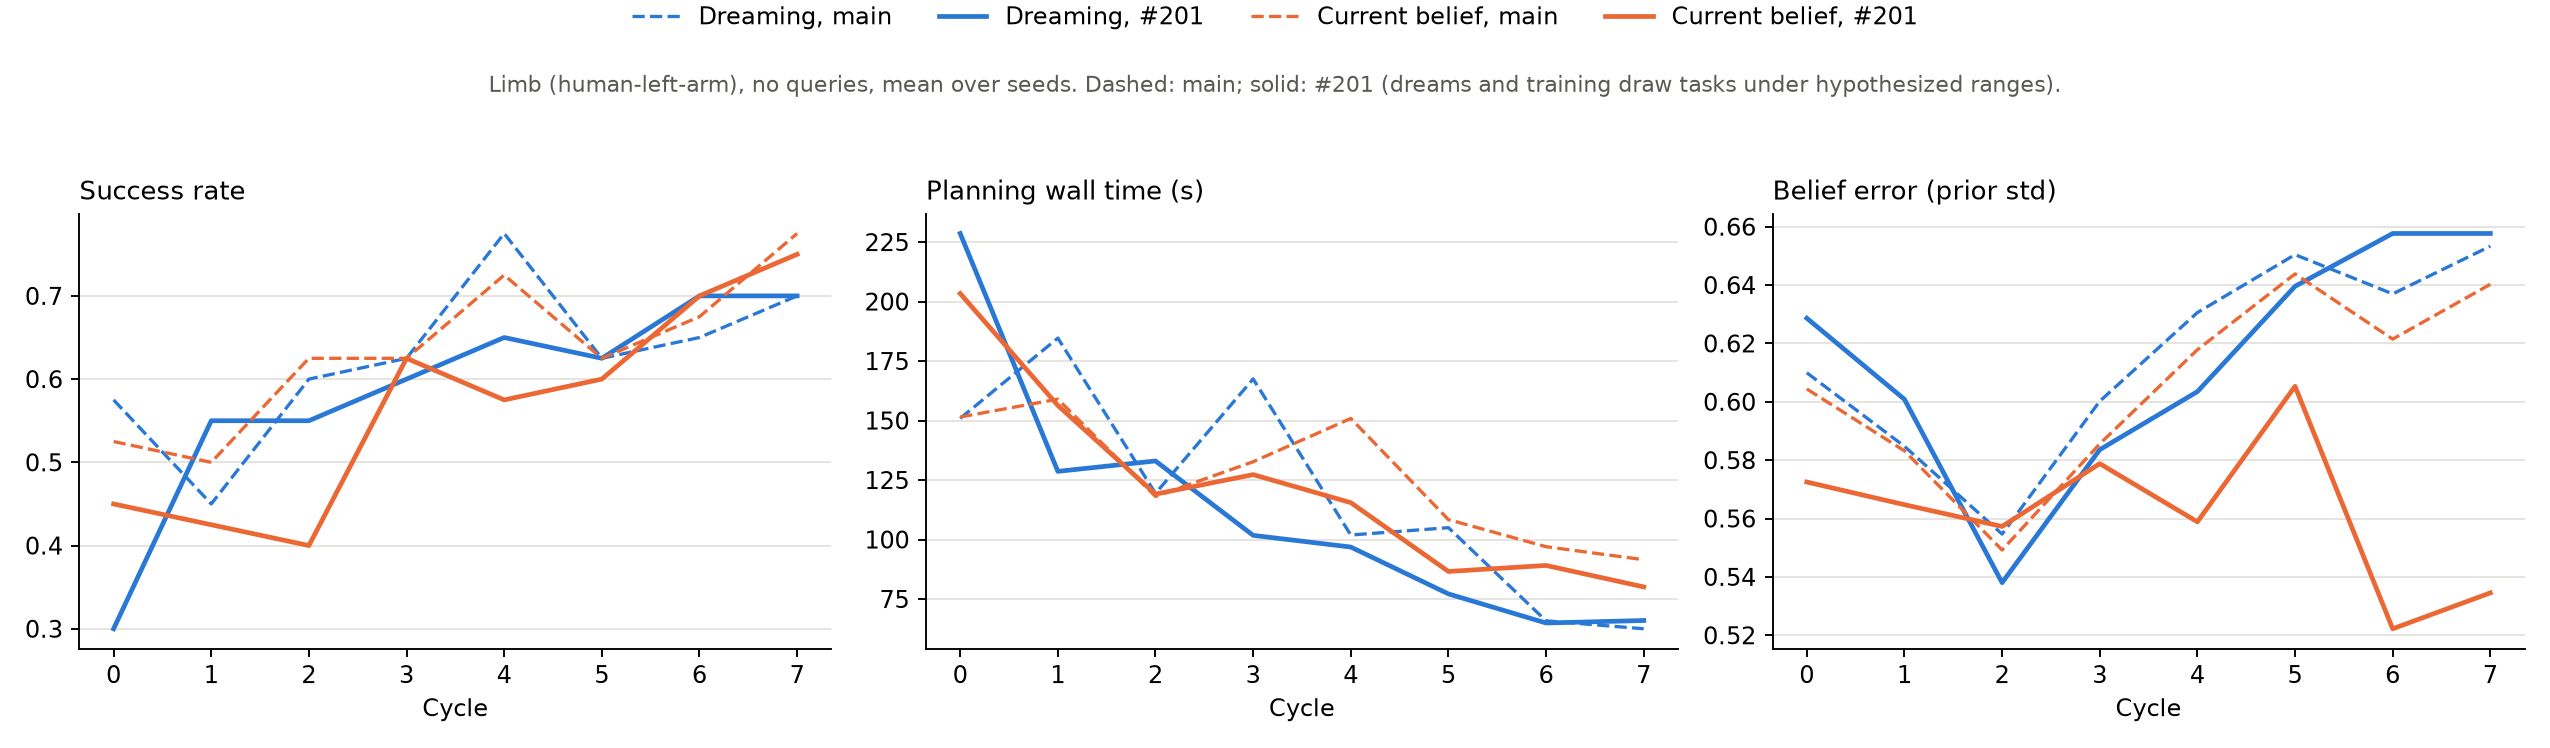 Dreaming, main Dreaming, #201 Current belief, main Current belief, #201
Limb (human-left-arm), no queries, mean over seeds. Dashed: main; solid: #201 (dreams and training draw tasks under hypothesized ranges).
Success rate
0.7
0.6
0.5
0.4
0.3
0 1 2 3 4 5 6 7
Cycle
Planning wall time (s)
225
200
175
150
125
100
75
0 1 2 3 4 5 6 7
Cycle
Belief error (prior std)
0.66
0.64
0.62
0.60
0.58
0.56
0.54
0.52
0 1 2 3 4 5 6 7
Cycle